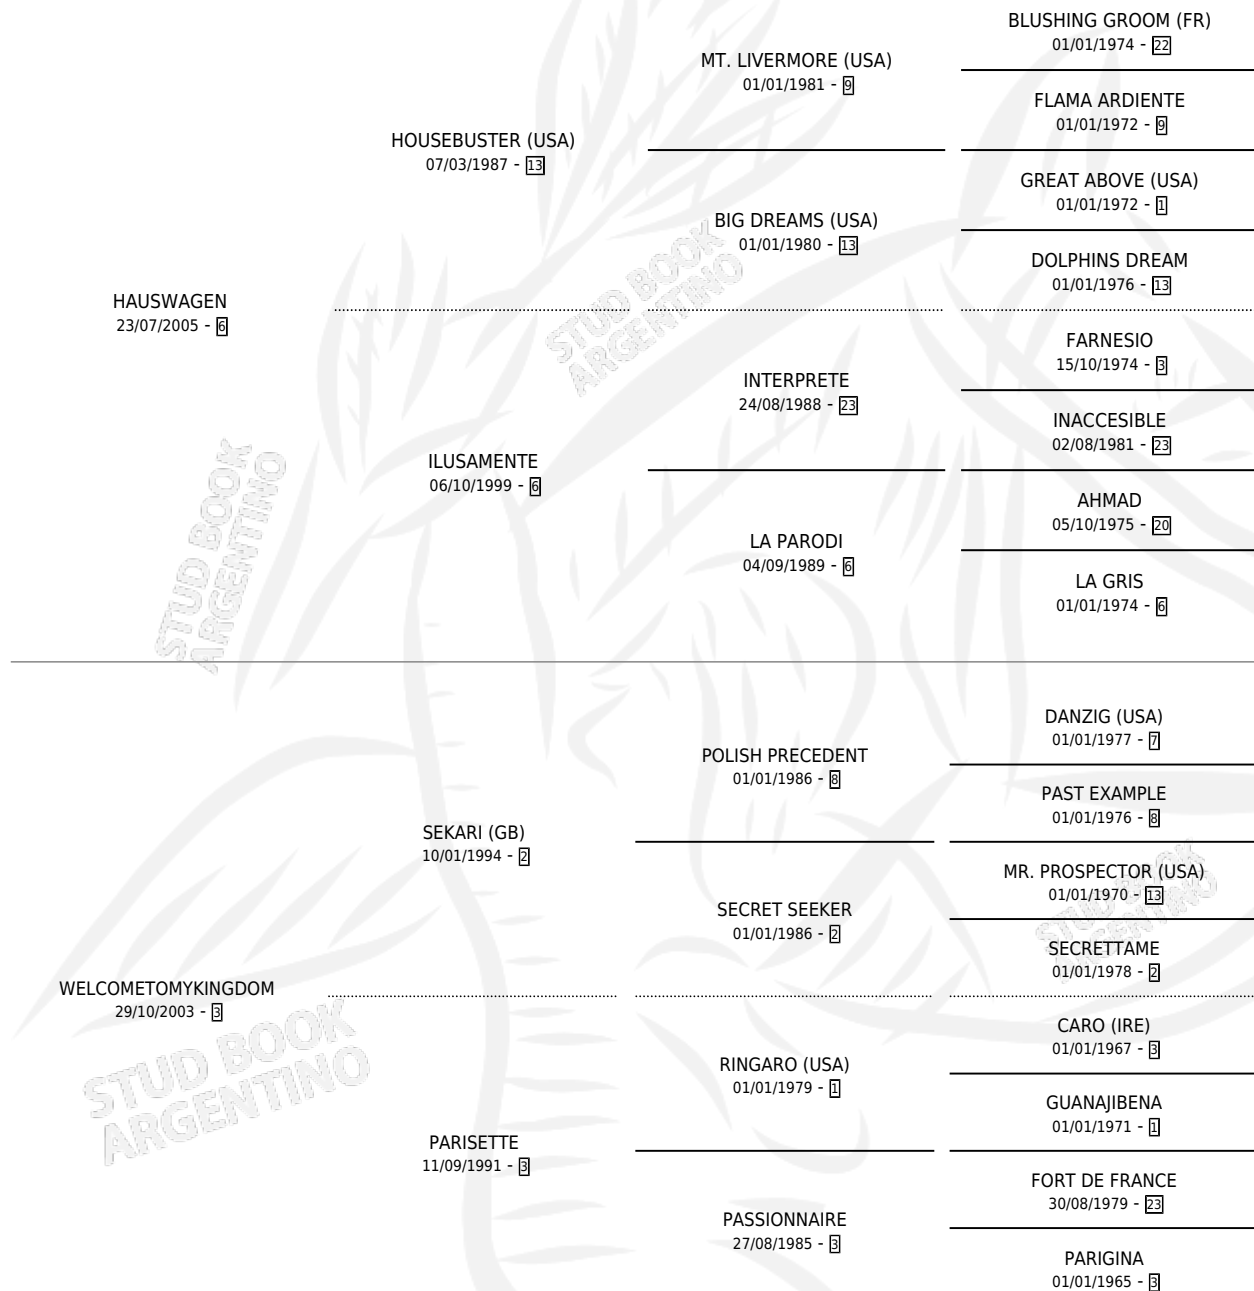 BLUSHING GROOM (FR)
01/01/1974 - 22
MT. LIVERMORE (USA)
01/01/1981 - 9
FLAMA ARDIENTE
01/01/1972 - 9
HOUSEBUSTER (USA)
07/03/1987 - 13
GREAT ABOVE (USA)
01/01/1972 - 1
BIG DREAMS (USA)
01/01/1980 - 13
DOLPHINS DREAM
01/01/1976 - 13
HAUSWAGEN
23/07/2005 - 6
FARNESIO
15/10/1974 - 3
INTERPRETE
24/08/1988 - 23
INACCESIBLE
02/08/1981 - 23
ILUSAMENTE
06/10/1999 - 6
AHMAD
05/10/1975 - 20
LA PARODI
04/09/1989 - 6
LA GRIS
01/01/1974 - 6
DANZIG (USA)
01/01/1977 - 7
POLISH PRECEDENT
01/01/1986 - 8
PAST EXAMPLE
01/01/1976 - 8
SEKARI (GB)
10/01/1994 - 2
MR. PROSPECTOR (USA)
01/01/1970 - 13
SECRET SEEKER
01/01/1986 - 2
SECRETTAME
01/01/1978 - 2
WELCOMETOMYKINGDOM
29/10/2003 - 3
CARO (IRE)
01/01/1967 - 3
RINGARO (USA)
01/01/1979 - 1
GUANAJIBENA
01/01/1971 - 1
PARISETTE
11/09/1991 - 3
FORT DE FRANCE
30/08/1979 - 23
PASSIONNAIRE
27/08/1985 - 3
PARIGINA
01/01/1965 - 3
STUD BOOK
ARGENTINO
STUD BOOK
ARGENTINO
STUD BOOK
ARGENTINO
STUD BOOK
ARGENTINO